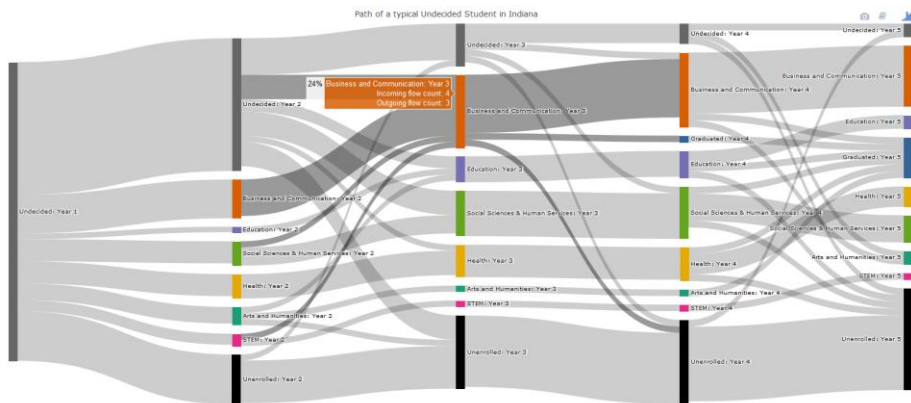 Path of a typical Undecided Student in Indiana
Undecided: Year 1
Undecided: Year 2
Business and Communication: Year 2
Education: Year 2
Social Sciences & Human Services: Year 2
Health: Year 2
Arts and Humanities: Year 2
STEM: Year 2
Unenrolled: Year 2
24%
Business and Communication: Year 3
Incoming flow count: 4
Outgoing flow count: 3
Undecided: Year 3
Business and Communication: Year 3
Education: Year 3
Social Sciences & Human Services: Year 3
Health: Year 3
Arts and Humanities: Year 3
STEM: Year 3
Unenrolled: Year 3
Undecided: Year 4
Business and Communication: Year 4
Graduated: Year 4
Education: Year 4
Social Sciences & Human Services: Year 4
Health: Year 4
Arts and Humanities: Year 4
STEM: Year 4
Unenrolled: Year 4
Undecided: Year 5
Business and Communication: Year 5
Education: Year 5
Graduated: Year 5
Health: Year 5
Social Sciences & Human Services: Year 5
Arts and Humanities: Year 5
STEM: Year 5
Unenrolled: Year 5